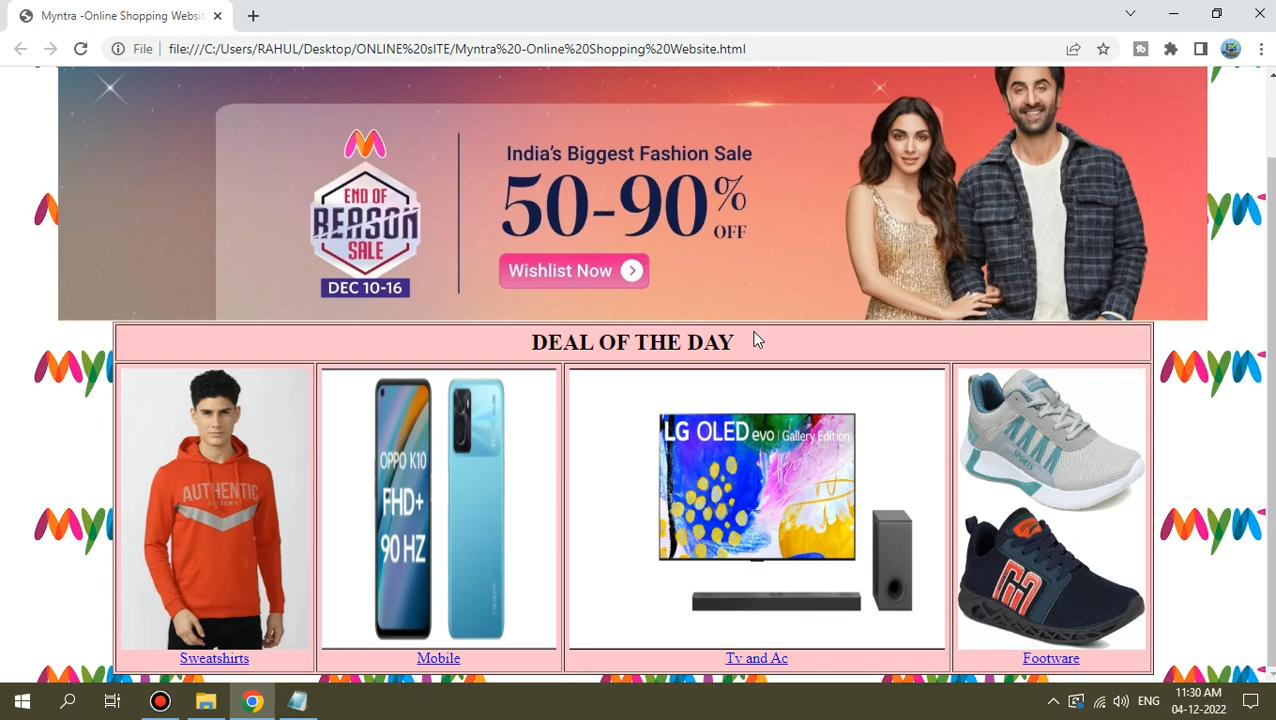 Myntra -Online Shopping Websi
File
file:///C:/Users/RAHUL/Desktop/ONLINE%20sITE/Myntra%20-Online%20Shopping%20Website.html
END OF
REASON
SALE
DEC 10-16
India's Biggest Fashion Sale
50-90%
OFF
Wishlist Now
DEAL OF THE DAY
AUTHENTIC
OPPO K10
FHD+
90 HZ
LG OLED evo | Gallery Edition
SPORTS
Sweatshirts
Mobile
Tv and Ac
Footware
ENG
11:30 AM
04-12-2022